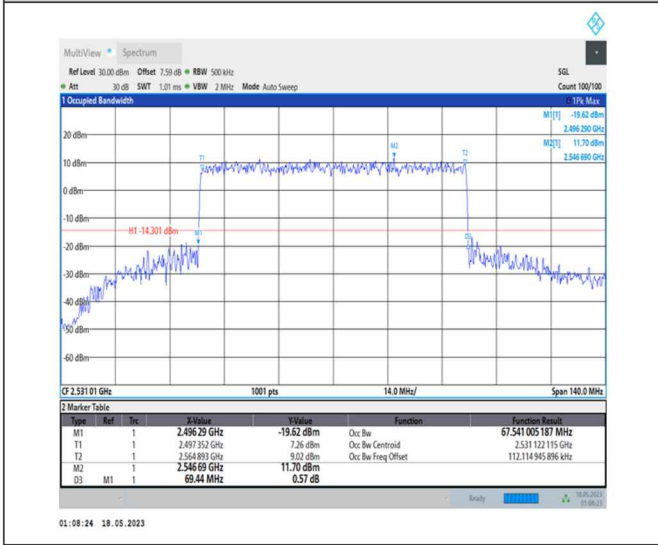 MultiView Spectrum
Ref Level 30.00 dBm Offset 7.59 dB RBW 500 kHz SGL
Att 30 dB SWT 1.01 ms VBW 2 MHz Mode Auto Sweep Count 100/100
1 Occupied Bandwidth 1Pk Max
M1[1] -19.62 dBm
2.496 290 GHz
20 dBm
M2[1] 11.70 dBm
2.546 690 GHz
M2
T1 T2
10 dBm
0 dBm
-10 dBm
H1 -14.301 dBm
M1
D3
-20 dBm
-30 dBm
-40 dBm
-50 dBm
-60 dBm
CF 2.531 01 GHz 1001 pts 14.0 MHz/ Span 140.0 MHz
2 Marker Table
Type Ref Trc X-Value Y-Value Function Function Result
M1 1 2.496 29 GHz -19.62 dBm Occ Bw 67.541 005 187 MHz
T1 1 2.497 352 GHz 7.26 dBm Occ Bw Centroid 2.531 122 115 GHz
T2 1 2.564 893 GHz 9.02 dBm Occ Bw Freq Offset 112.114 945 896 kHz
M2 1 2.546 69 GHz 11.70 dBm
D3 M1 1 69.44 MHz 0.57 dB
Ready 18.05.2023
01:08:23
01:08:24 18.05.2023